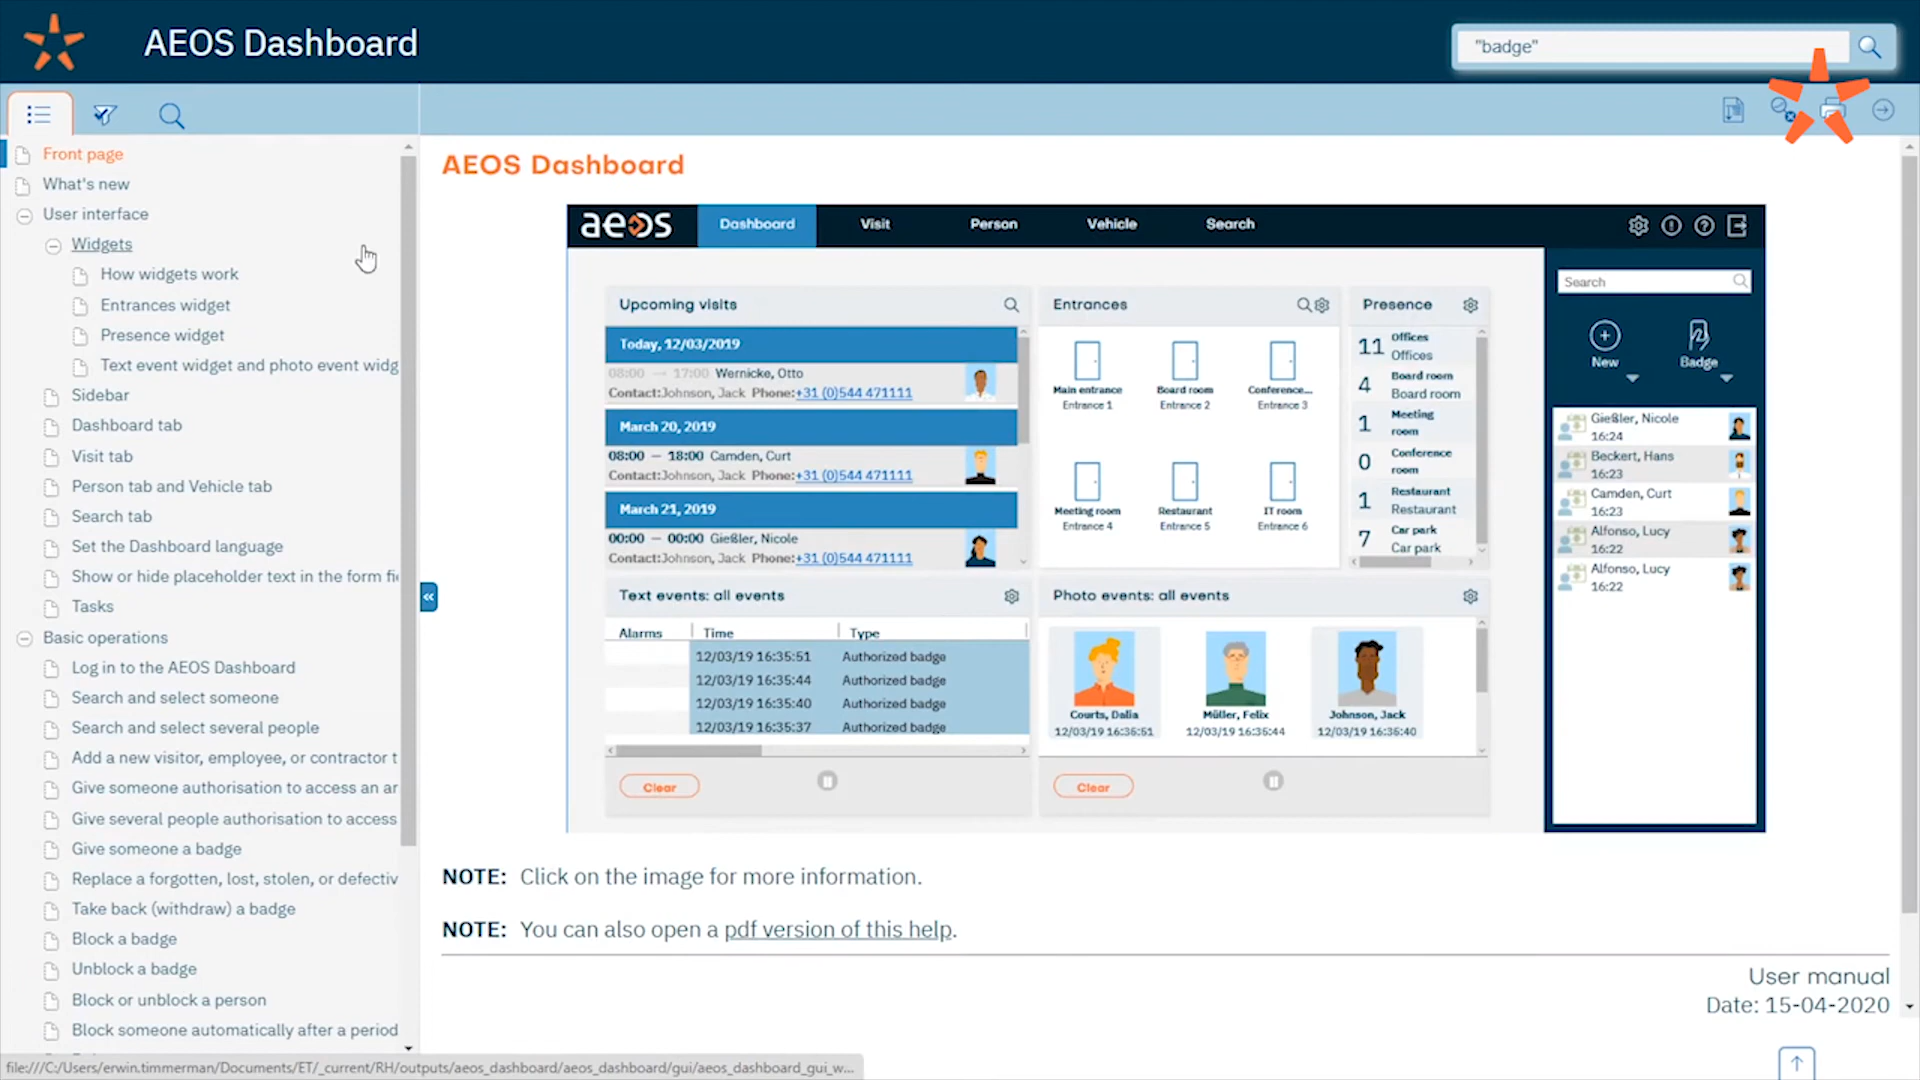 AEOS Dashboard
"badge"
Front page
What's new
User interface
Widgets
How widgets work
Entrances widget
Presence widget
Text event widget and photo event widg
Sidebar
Dashboard tab
Visit tab
Person tab and Vehicle tab
Search tab
Set the Dashboard language
Show or hide placeholder text in the form fi
Tasks
Basic operations
Log in to the AEOS Dashboard
Search and select someone
Search and select several people
Add a new visitor, employee, or contractor t
Give someone authorisation to access an ar
Give several people authorisation to access
Give someone a badge
Replace a forgotten, lost, stolen, or defectiv
Take back (withdraw) a badge
Block a badge
Unblock a badge
Block or unblock a person
Block someone automatically after a period
AEOS Dashboard
aeos Dashboard Visit Person Vehicle Search
Upcoming visits
Today, 12/03/2019
08:00 → 17:00 Wernicke, Otto
Contact:Johnson, Jack Phone:+31 (0)544 471111
March 20, 2019
08:00 — 18:00 Camden, Curt
Contact:Johnson, Jack Phone:+31 (0)544 471111
March 21, 2019
00:00 — 00:00 Gießler, Nicole
Contact:Johnson, Jack Phone:+31 (0)544 471111
Entrances
Main entrance Board room Conference...
Entrance 1 Entrance 2 Entrance 3
Meeting room Restaurant IT room
Entrance 4 Entrance 5 Entrance 6
Presence
11 Offices
Offices
4 Board room
Board room
1 Meeting
room
0 Conference
room
1 Restaurant
Restaurant
7 Car park
Car park
Search
New Badge
Gießler, Nicole
16:24
Beckert, Hans
16:23
Camden, Curt
16:23
Alfonso, Lucy
16:22
Alfonso, Lucy
16:22
Text events: all events
Alarms Time Type
12/03/19 16:35:51 Authorized badge
12/03/19 16:35:44 Authorized badge
12/03/19 16:35:40 Authorized badge
12/03/19 16:35:37 Authorized badge
Clear
Photo events: all events
Courts, Dalia Müller, Felix Johnson, Jack
12/03/19 16:35:51 12/03/19 16:35:44 12/03/19 16:35:40
Clear
NOTE: Click on the image for more information.
NOTE: You can also open a pdf version of this help.
User manual
Date: 15-04-2020
file:///C:/Users/erwin.timmerman/Documents/ET/_current/RH/outputs/aeos_dashboard/aeos_dashboard/gui/aeos_dashboard_gui_w...